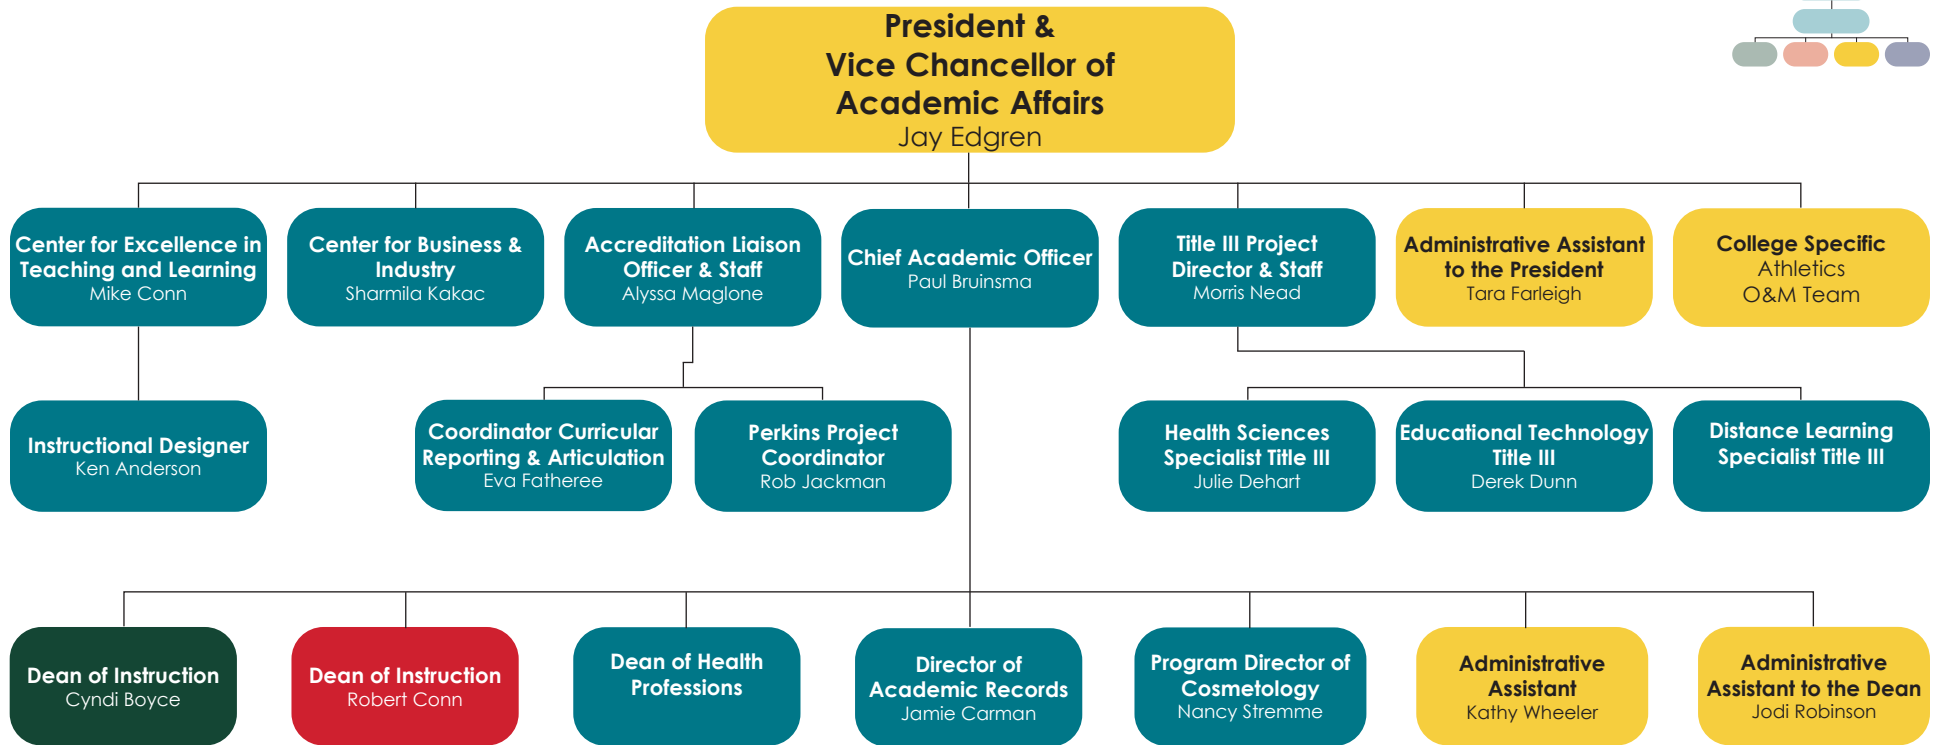 President &
Vice Chancellor of
Academic Affairs
Jay Edgren
Center for Excellence in
Teaching and Learning
Mike Conn
Center for Business &
Industry
Sharmila Kakac
Accreditation Liaison
Officer & Staff
Alyssa Maglone
Chief Academic Officer
Paul Bruinsma
Title III Project
Director & Staff
Morris Nead
Administrative Assistant
to the President
Tara Farleigh
College Specific
Athletics
O&M Team
Instructional Designer
Ken Anderson
Coordinator Curricular
Reporting & Articulation
Eva Fatheree
Perkins Project
Coordinator
Rob Jackman
Health Sciences
Specialist Title III
Julie Dehart
Educational Technology
Title III
Derek Dunn
Distance Learning
Specialist Title III
Dean of Instruction
Cyndi Boyce
Dean of Instruction
Robert Conn
Dean of Health
Professions
Director of
Academic Records
Jamie Carman
Program Director of
Cosmetology
Nancy Stremme
Administrative
Assistant
Kathy Wheeler
Administrative
Assistant to the Dean
Jodi Robinson